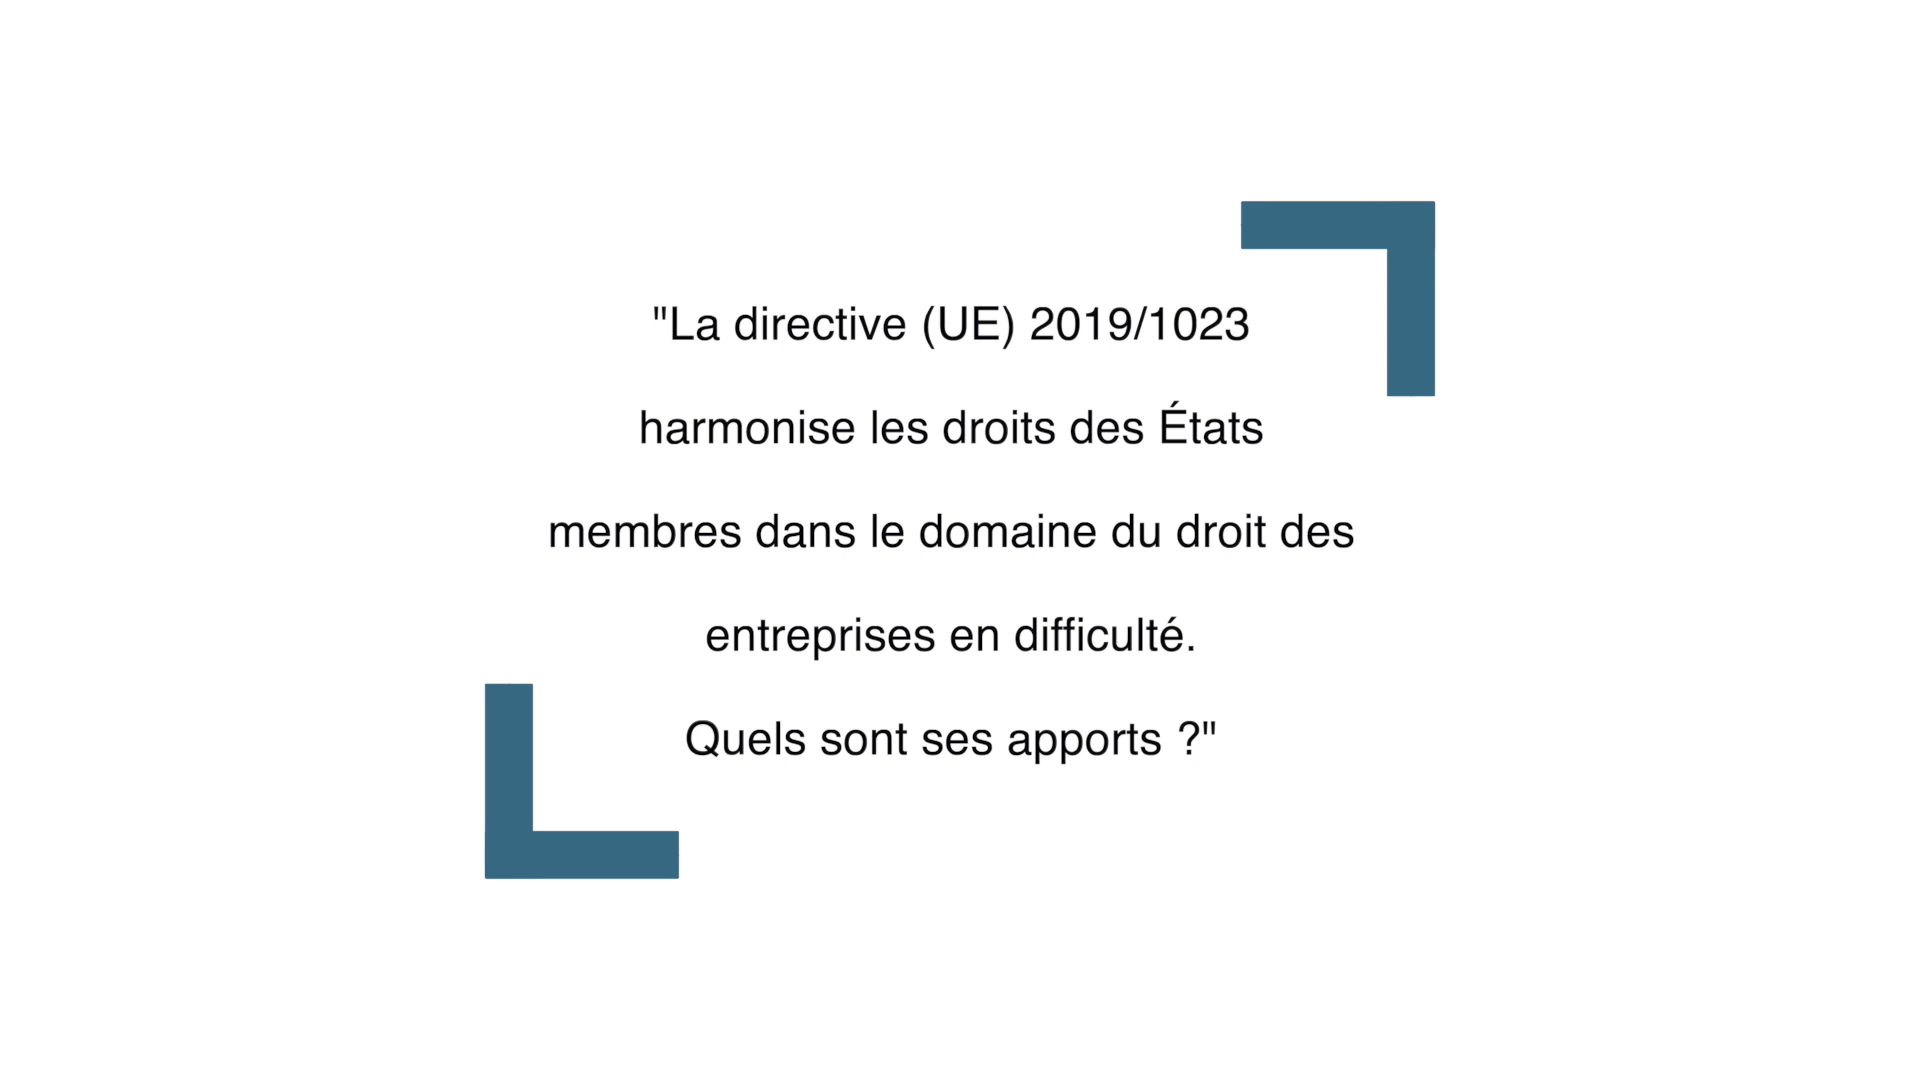 "La directive (UE) 2019/1023
harmonise les droits des États
membres dans le domaine du droit des
entreprises en difficulté.
Quels sont ses apports ?"